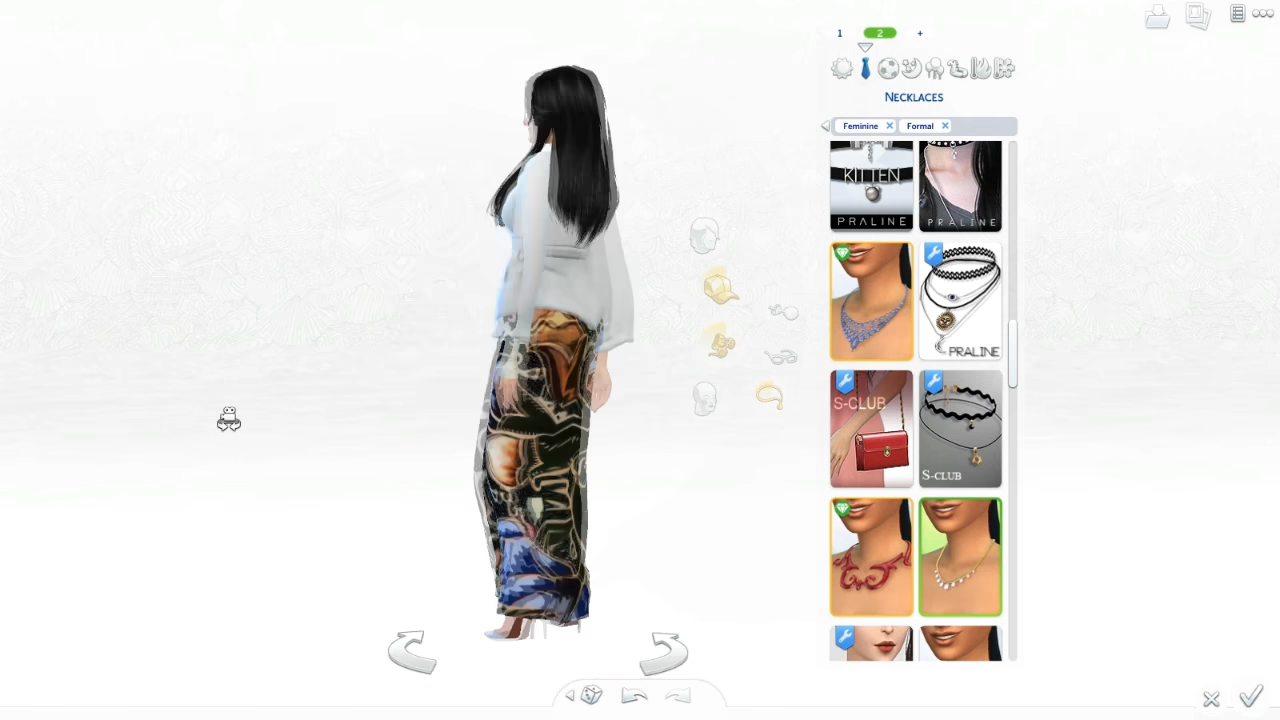 1 2 +
NECKLACES
Feminine Formal
KITTEN
PRALINE
PRALINE
PRALINE
S-CLUB
S-CLUB